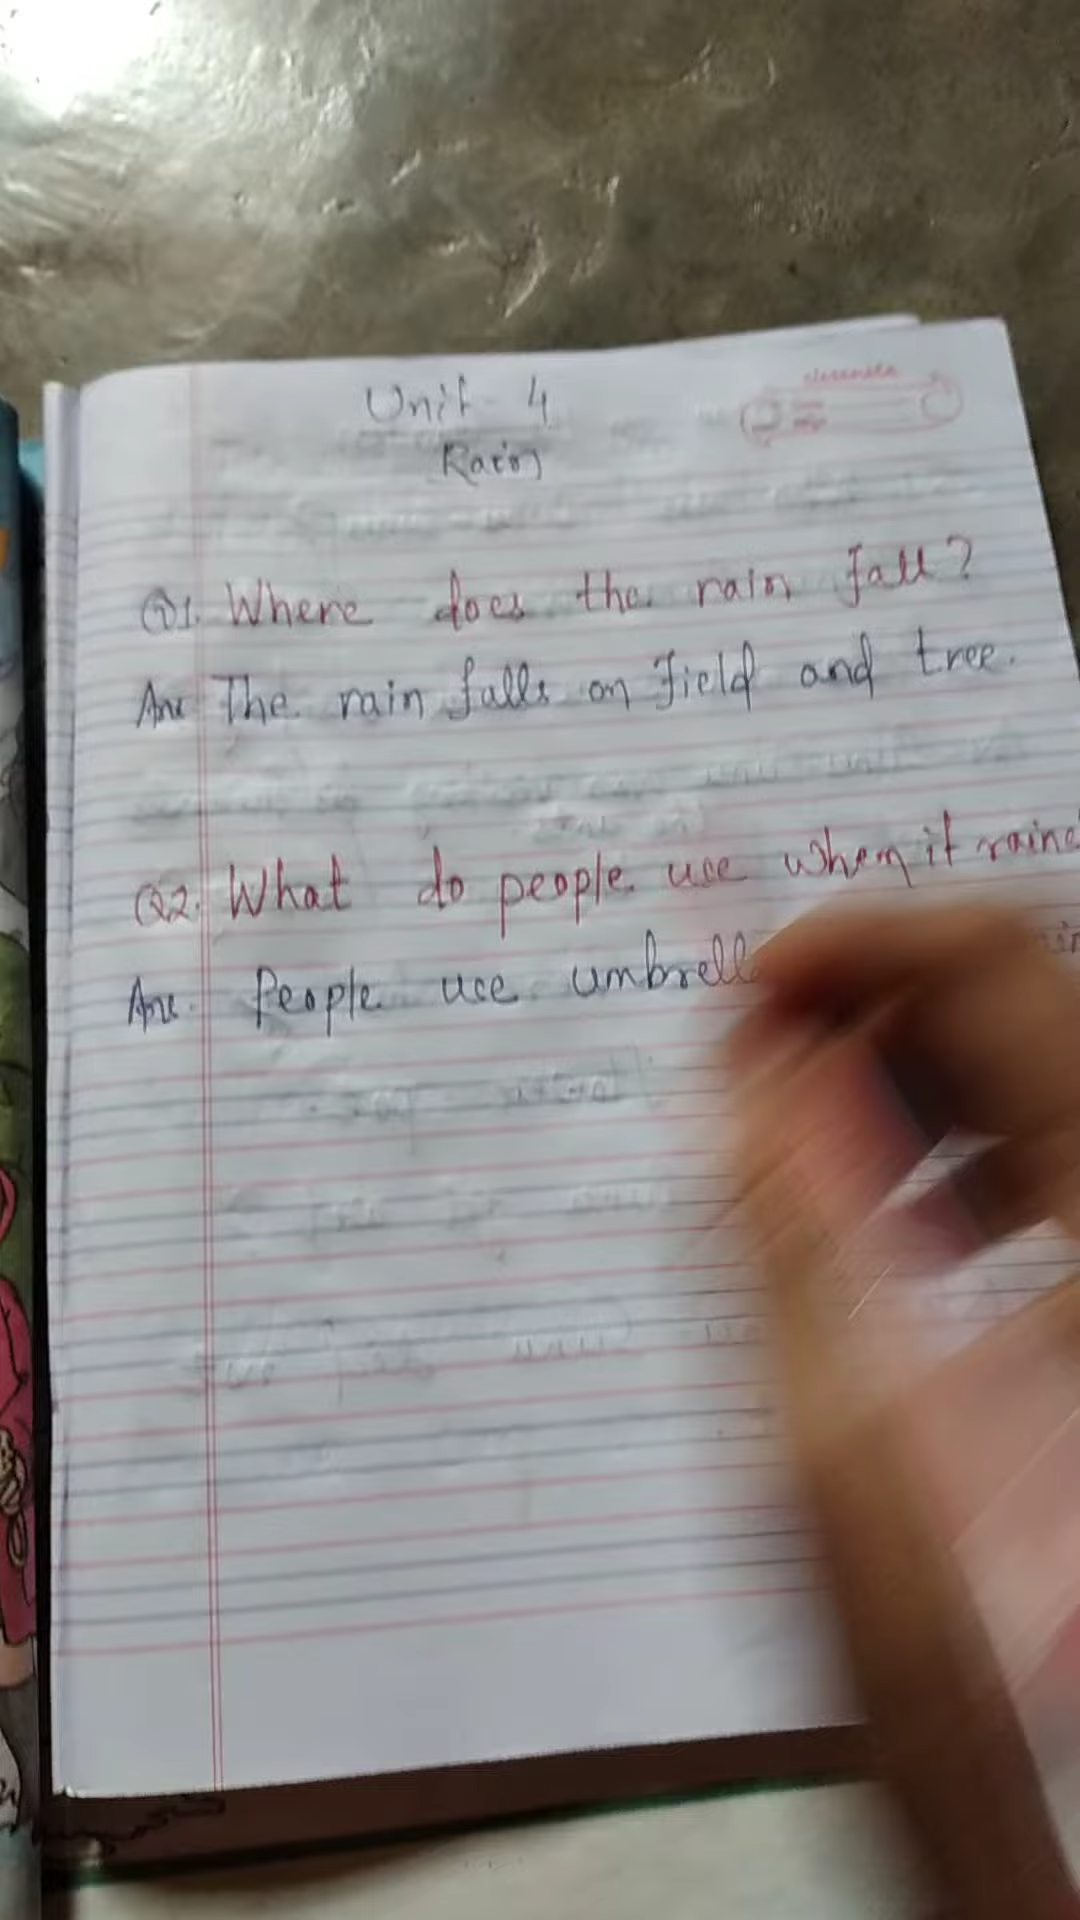 classmate
Unit - 4
Rain
Q1. Where does the rain fall?
Ans The rain falls on field and tree.
Q2. What do people use when it rains
Ans. People use umbrell